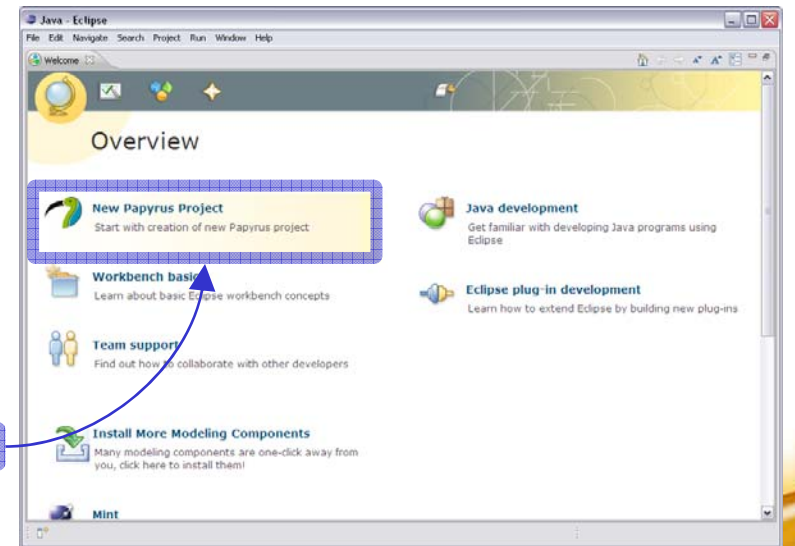 Java - Eclipse
File Edit Navigate Search Project Run Window Help
Welcome
Overview
New Papyrus Project
Start with creation of new Papyrus project
Workbench basics
Learn about basic Eclipse workbench concepts
Team support
Find out how to collaborate with other developers
Install More Modeling Components
Many modeling components are one-click away from
you, click here to install them!
Mint
Java development
Get familiar with developing Java programs using
Eclipse
Eclipse plug-in development
Learn how to extend Eclipse by building new plug-ins